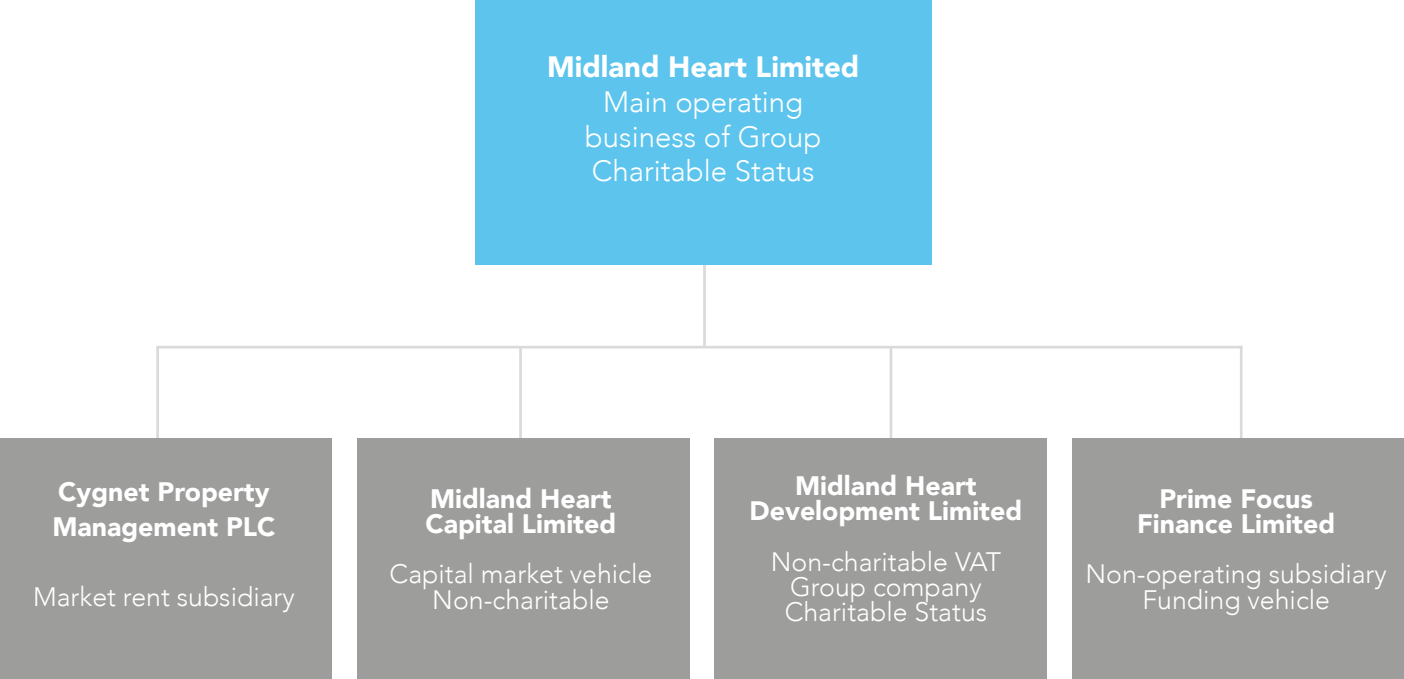 Midland Heart Limited
Main operating
business of Group
Charitable Status
Cygnet Property
Management PLC
Market rent subsidiary
Midland Heart
Capital Limited
Capital market vehicle
Non-charitable
Midland Heart
Development Limited
Non-charitable VAT
Group company
Charitable Status
Prime Focus
Finance Limited
Non-operating subsidiary
Funding vehicle